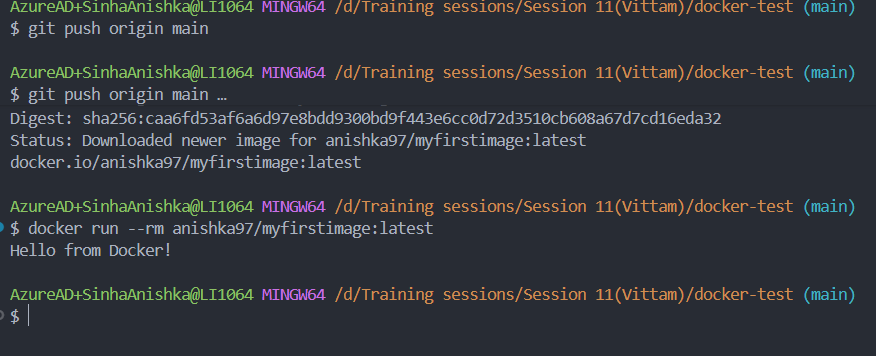 AzureAD+SinhaAnishka@LI1064 MINGW64 /d/Training sessions/Session 11(Vittam)/docker-test (main)
$ git push origin main
AzureAD+SinhaAnishka@LI1064 MINGW64 /d/Training sessions/Session 11(Vittam)/docker-test (main)
$ git push origin main …
Digest: sha256:caa6fd53af6a6d97e8bdd9300bd9f443e6cc0d72d3510cb608a67d7cd16eda32
Status: Downloaded newer image for anishka97/myfirstimage:latest
docker.io/anishka97/myfirstimage:latest
AzureAD+SinhaAnishka@LI1064 MINGW64 /d/Training sessions/Session 11(Vittam)/docker-test (main)
$ docker run --rm anishka97/myfirstimage:latest
Hello from Docker!
AzureAD+SinhaAnishka@LI1064 MINGW64 /d/Training sessions/Session 11(Vittam)/docker-test (main)
$